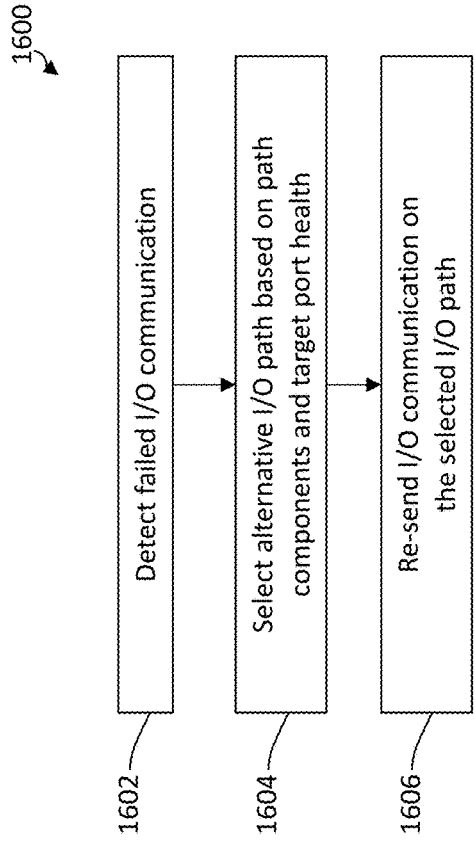 1600
1602
Detect failed I/O communication
1604
Select alternative I/O path based on path
components and target port health
1606
Re-send I/O communication on
the selected I/O path